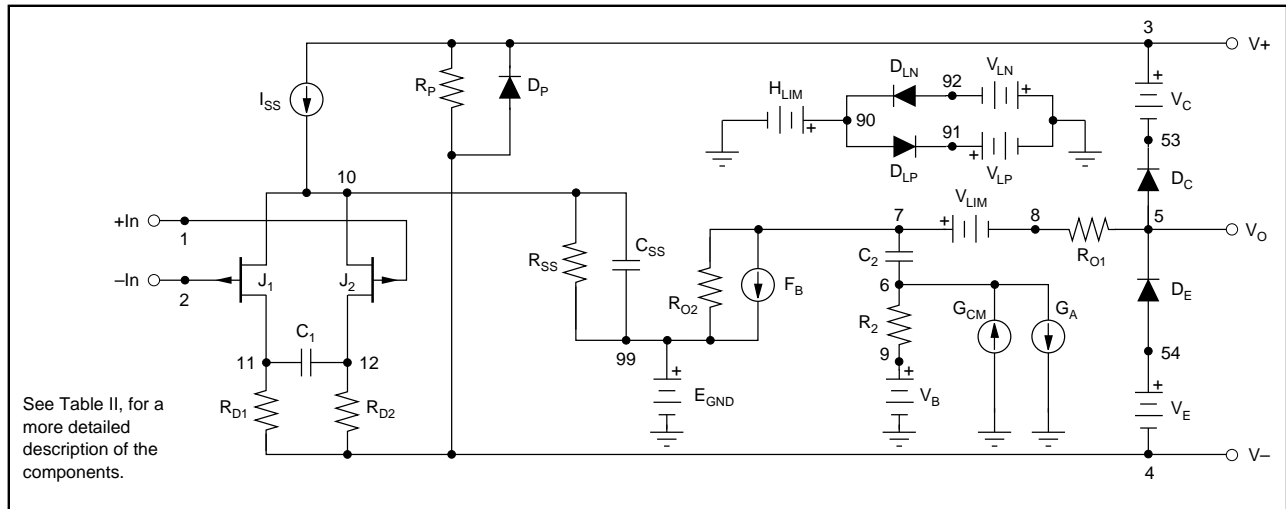 3
V+
I_SS
R_P
D_P
D_LN
92
V_LN
+
H_LIM
+
90
91
+
D_LP
V_LP
+
V_C
53
D_C
10
+In
1
–In
2
J_1
J_2
R_SS
C_SS
7
V_LIM
+
8
5
V_O
R_O1
C_2
R_O2
F_B
6
G_CM
G_A
D_E
R_2
C_1
11
12
99
9
54
R_D1
R_D2
+
E_GND
+
V_B
+
V_E
See Table II, for a
more detailed
description of the
components.
V–
4